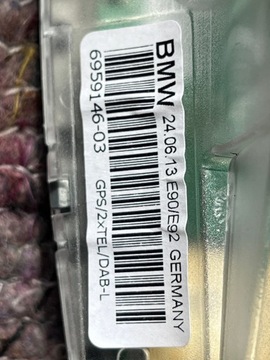 BMW 24.06.13 E90/E92 GERMANY
6959146-03
GPS/2xTEL/DAB-L